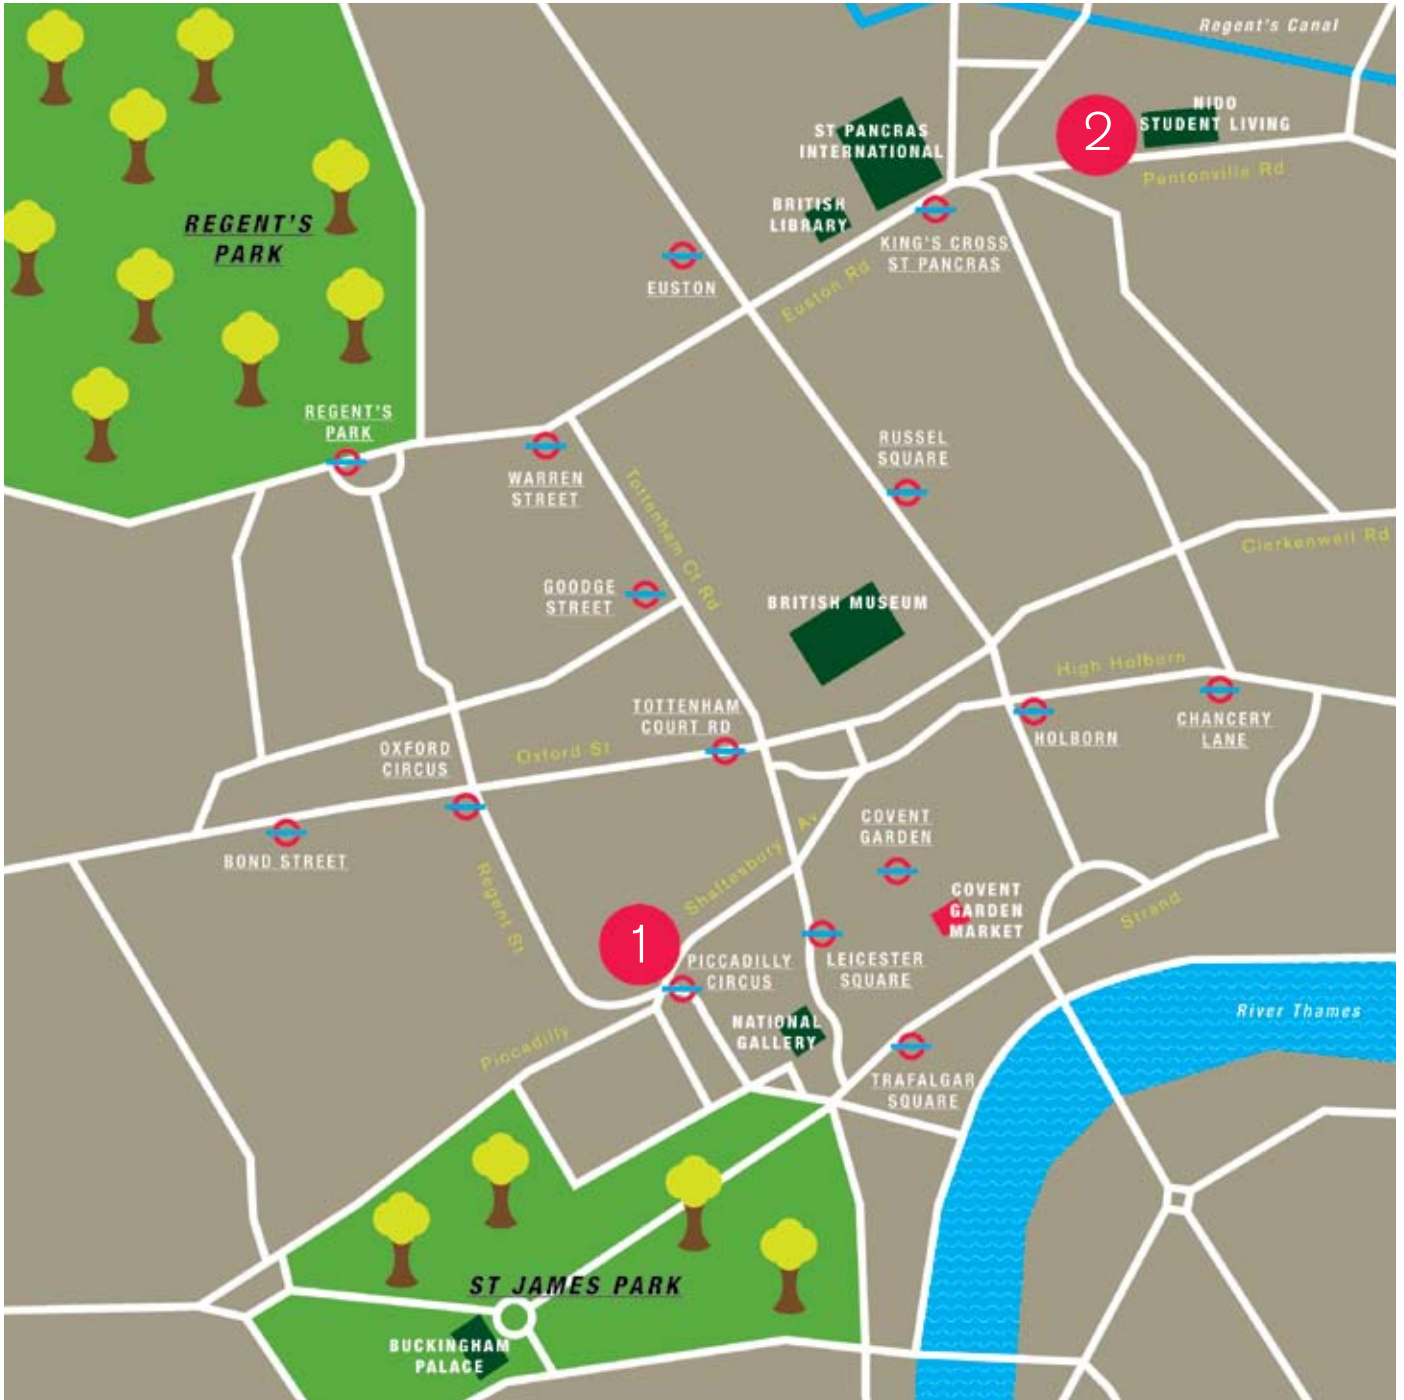 Regent's Canal
NIDO
STUDENT LIVING
2
ST PANCRAS
INTERNATIONAL
Pentonville Rd
BRITISH
LIBRARY
KING'S CROSS
ST PANCRAS
REGENT'S
PARK
EUSTON
Euston Rd
REGENT'S
PARK
RUSSEL
SQUARE
WARREN
STREET
Tottenham Ct Rd
Clerkenwell Rd
GOODGE
STREET
BRITISH MUSEUM
High Holburn
TOTTENHAM
COURT RD
HOLBORN
CHANCERY
LANE
OXFORD
CIRCUS
Oxford St
BOND STREET
COVENT
GARDEN
Shaftesbury Av
Regent St
COVENT
GARDEN
MARKET
Strand
1
PICCADILLY
CIRCUS
LEICESTER
SQUARE
River Thames
NATIONAL
GALLERY
Piccadilly
TRAFALGAR
SQUARE
ST JAMES PARK
BUCKINGHAM
PALACE